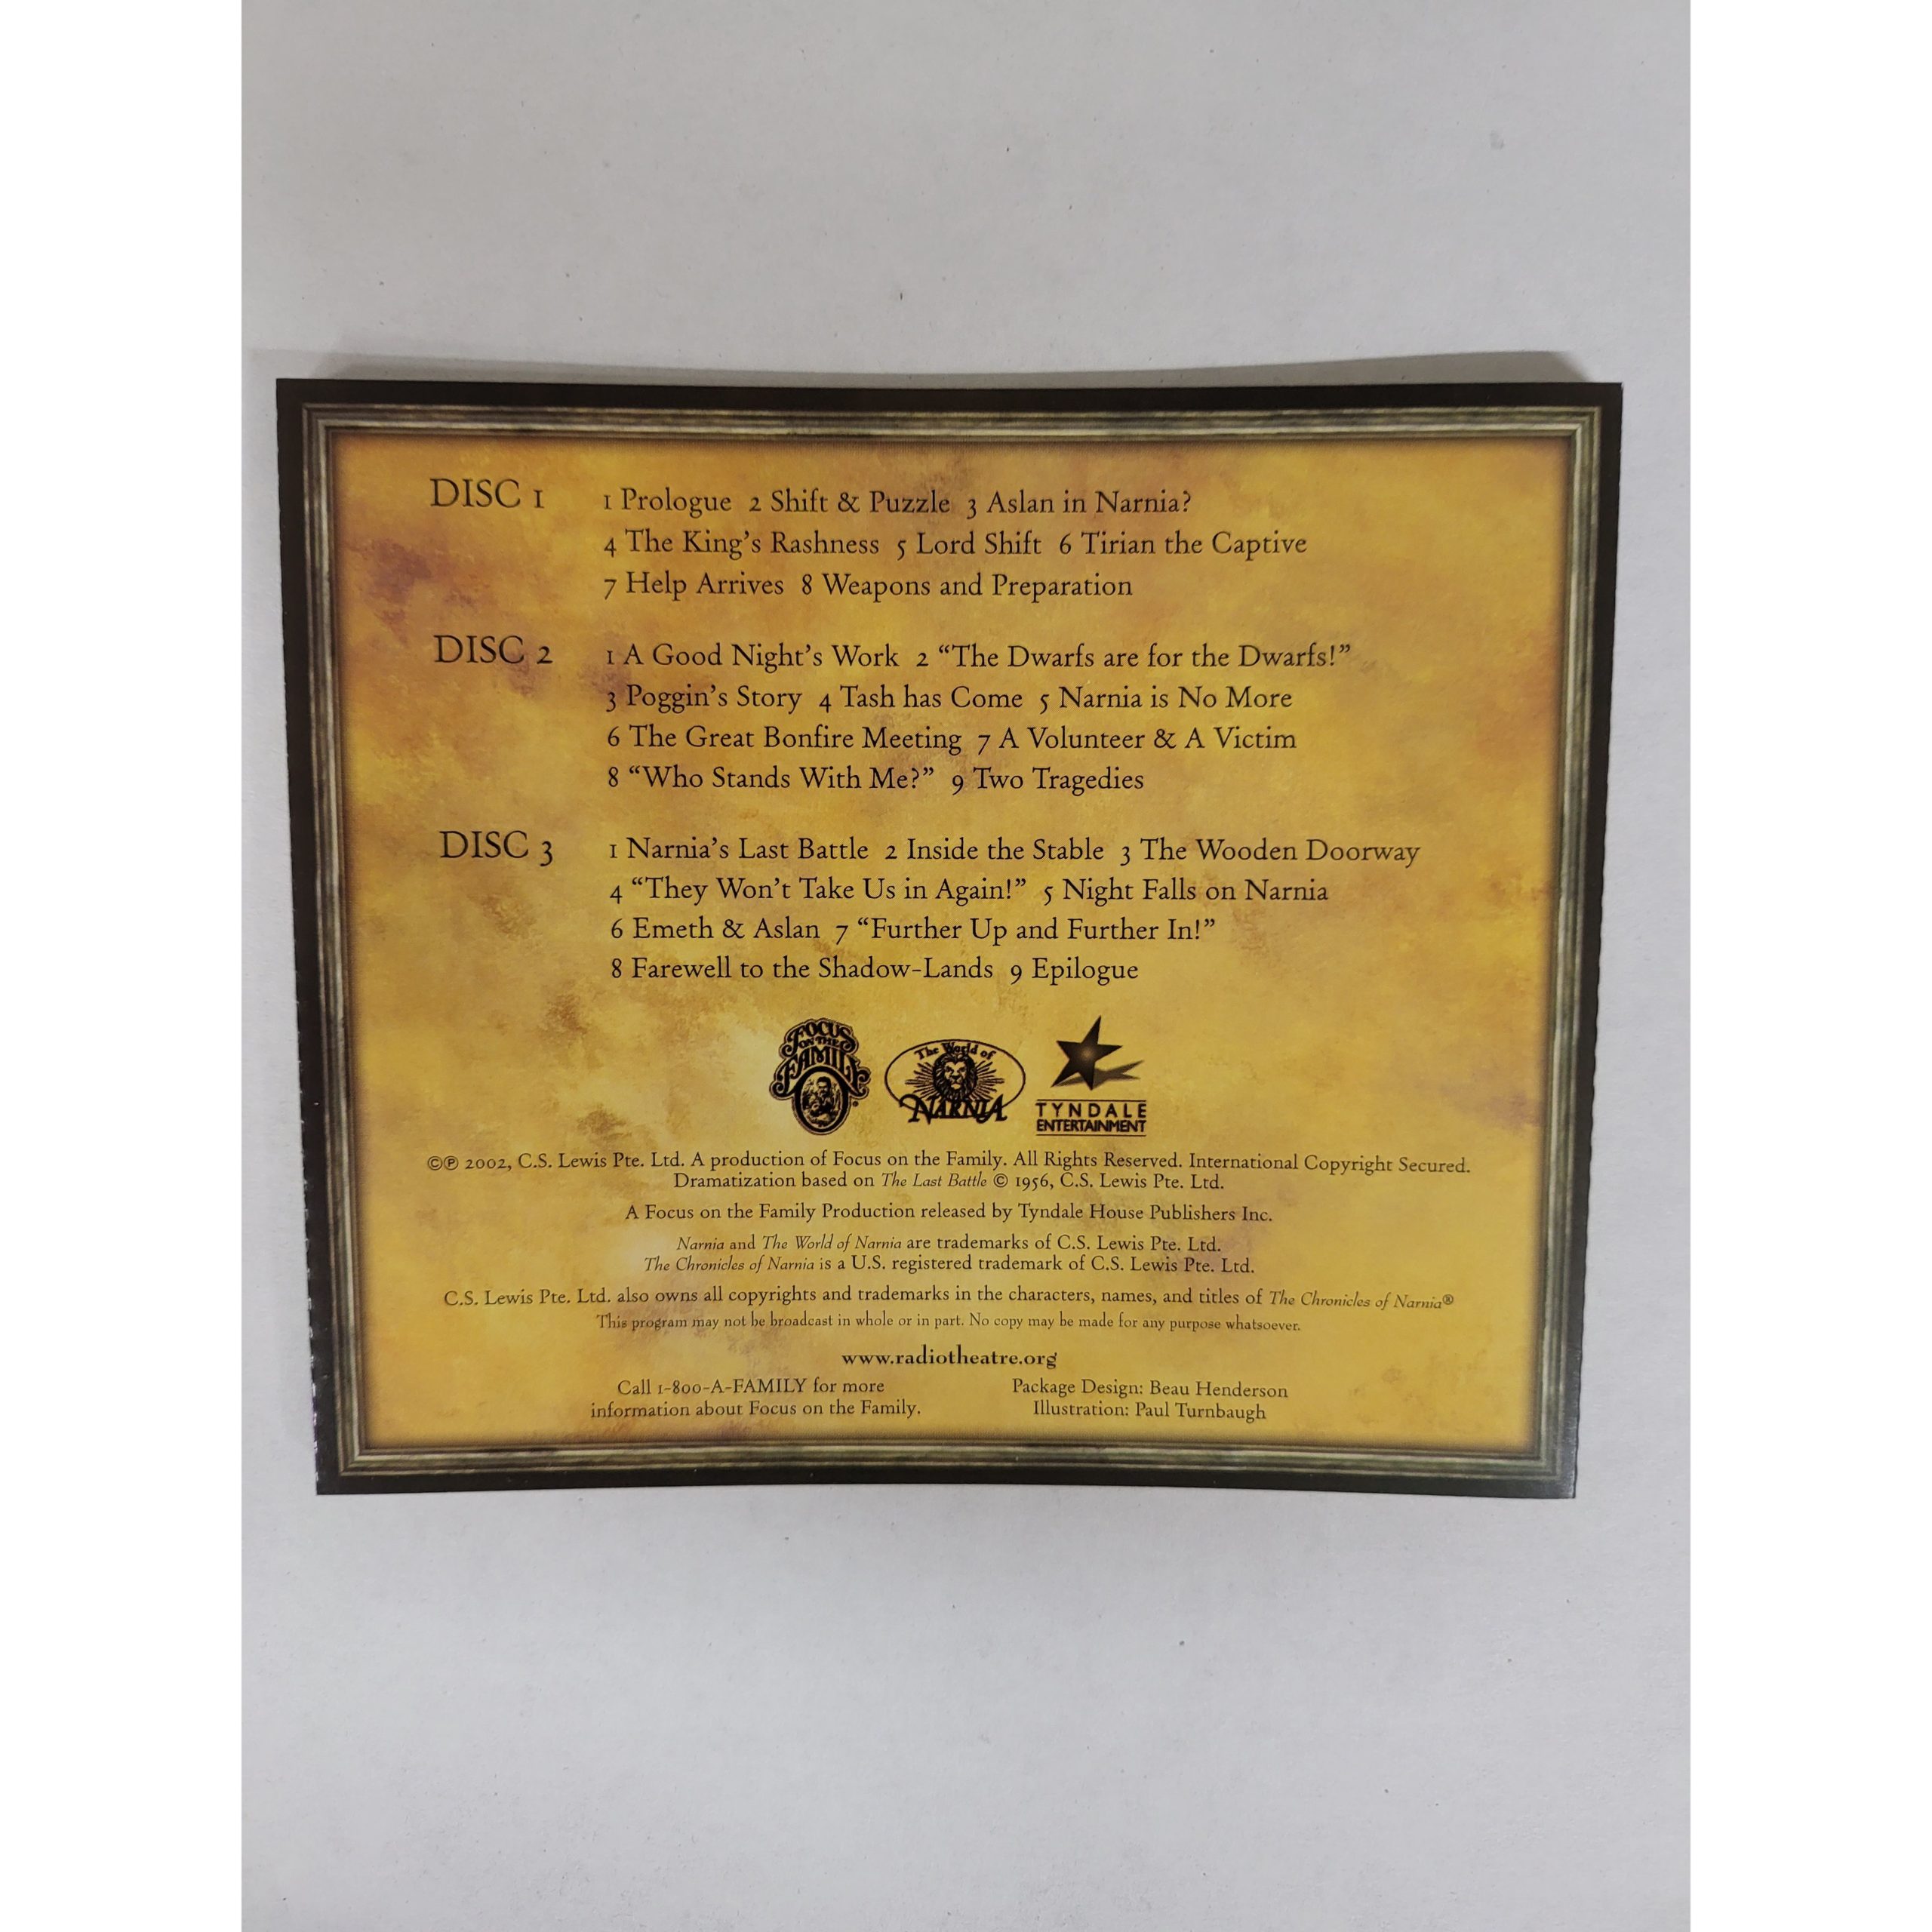 DISC 1 1 Prologue 2 Shift & Puzzle 3 Aslan in Narnia?
4 The King's Rashness 5 Lord Shift 6 Tirian the Captive
7 Help Arrives 8 Weapons and Preparation
DISC 2 1 A Good Night's Work 2 “The Dwarfs are for the Dwarfs!”
3 Poggin's Story 4 Tash has Come 5 Narnia is No More
6 The Great Bonfire Meeting 7 A Volunteer & A Victim
8 “Who Stands With Me?” 9 Two Tragedies
DISC 3 1 Narnia's Last Battle 2 Inside the Stable 3 The Wooden Doorway
4 “They Won't Take Us in Again!” 5 Night Falls on Narnia
6 Emeth & Aslan 7 “Further Up and Further In!”
8 Farewell to the Shadow-Lands 9 Epilogue
FOCUS
ON THE
FAMILY
The World of
NARNIA
TYNDALE
ENTERTAINMENT
©℗ 2002, C.S. Lewis Pte. Ltd. A production of Focus on the Family. All Rights Reserved. International Copyright Secured.
Dramatization based on The Last Battle © 1956, C.S. Lewis Pte. Ltd.
A Focus on the Family Production released by Tyndale House Publishers Inc.
Narnia and The World of Narnia are trademarks of C.S. Lewis Pte. Ltd.
The Chronicles of Narnia is a U.S. registered trademark of C.S. Lewis Pte. Ltd.
C.S. Lewis Pte. Ltd. also owns all copyrights and trademarks in the characters, names, and titles of The Chronicles of Narnia®
This program may not be broadcast in whole or in part. No copy may be made for any purpose whatsoever.
www.radiotheatre.org
Call 1-800-A-FAMILY for more
information about Focus on the Family.
Package Design: Beau Henderson
Illustration: Paul Turnbaugh